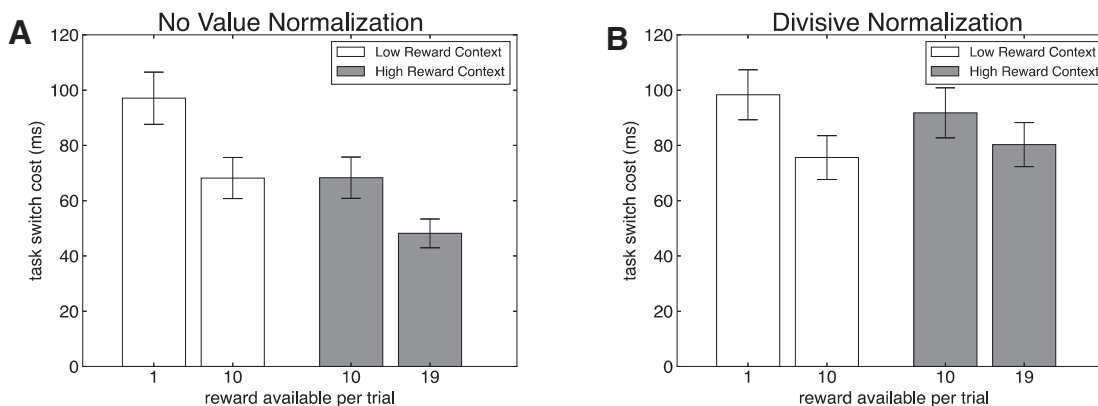 A
No Value Normalization
120
100
80
60
40
20
0
task switch cost (ms)
Low Reward Context
High Reward Context
1 10 10 19
reward available per trial
B
Divisive Normalization
120
100
80
60
40
20
0
task switch cost (ms)
Low Reward Context
High Reward Context
1 10 10 19
reward available per trial